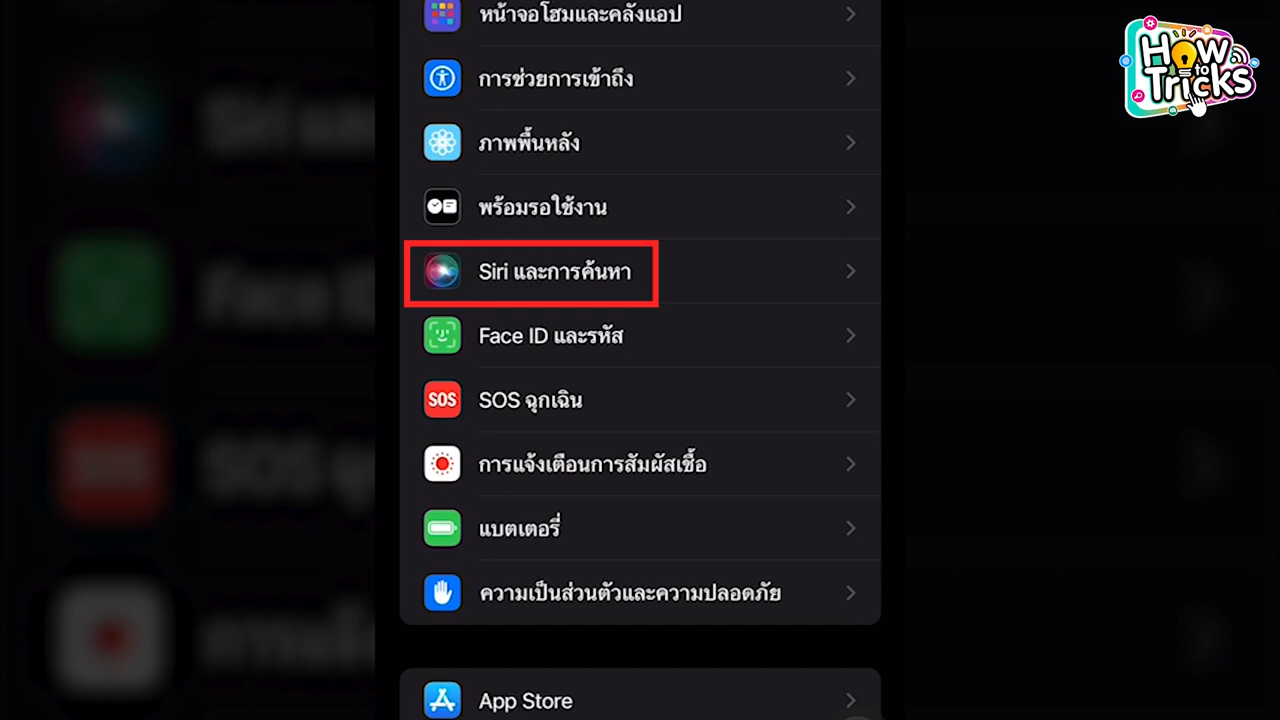 หน้าจอโฮมและคลังแอป
How to Tricks
การช่วยการเข้าถึง
ภาพพื้นหลัง
พร้อมรอใช้งาน
Siri และการค้นหา
Face ID และรหัส
SOS
SOS ฉุกเฉิน
การแจ้งเตือนการสัมผัสเชื้อ
แบตเตอรี่
ความเป็นส่วนตัวและความปลอดภัย
App Store